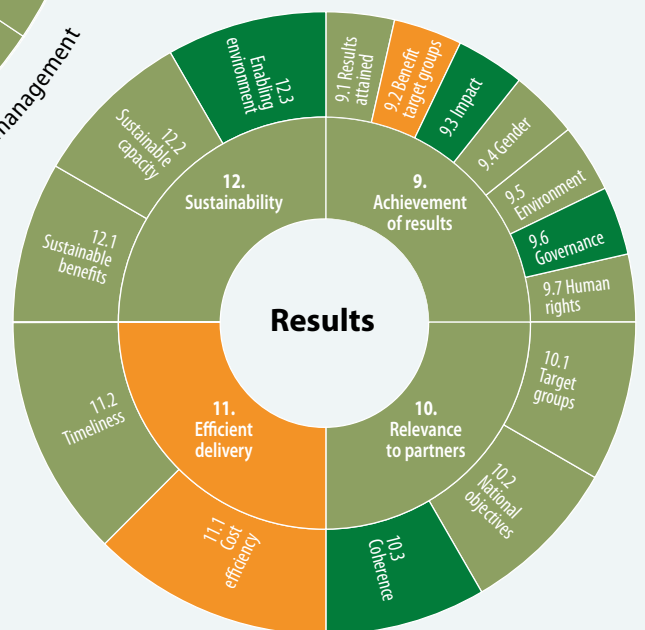 management
Results
9.
Achievement
of results
9.1 Results
attained
9.2 Benefit
target groups
9.3 Impact
9.4 Gender
9.5
Environment
9.6
Governance
9.7 Human
rights
10.
Relevance
to partners
10.1
Target
groups
10.2
National
objectives
10.3
Coherence
11.
Efficient
delivery
11.1
Cost
efficiency
11.2
Timeliness
12.
Sustainability
12.1
Sustainable
benefits
12.2
Sustainable
capacity
12.3
Enabling
environment